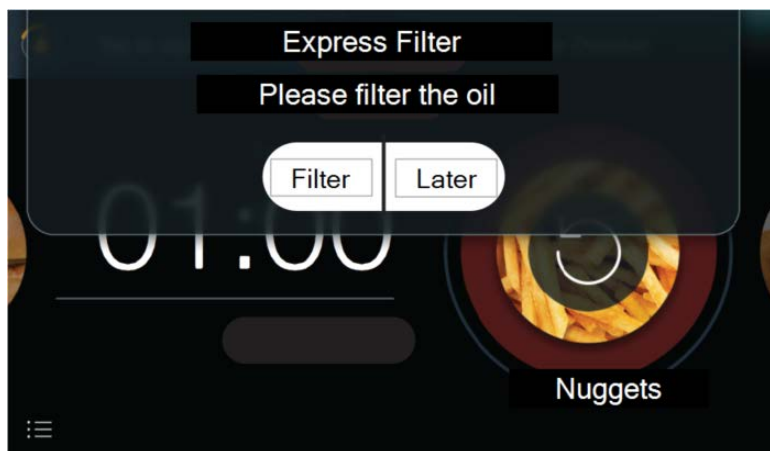 Express Filter
Please filter the oil
Filter
Later
01:00
Nuggets